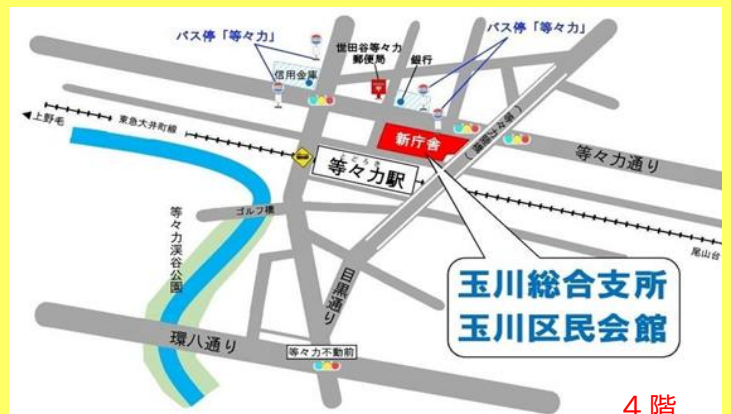 バス停「等々力」
バス停「等々力」
世田谷等々力
郵便局
銀行
信用金庫
◀上野毛
東急大井町線
新庁舎
等々力通り
とどろき
等々力駅
ゴルフ橋
等々力渓谷公園
尾山台
目黒通り
玉川総合支所
玉川区民会館
環八通り
等々力不動前
4階